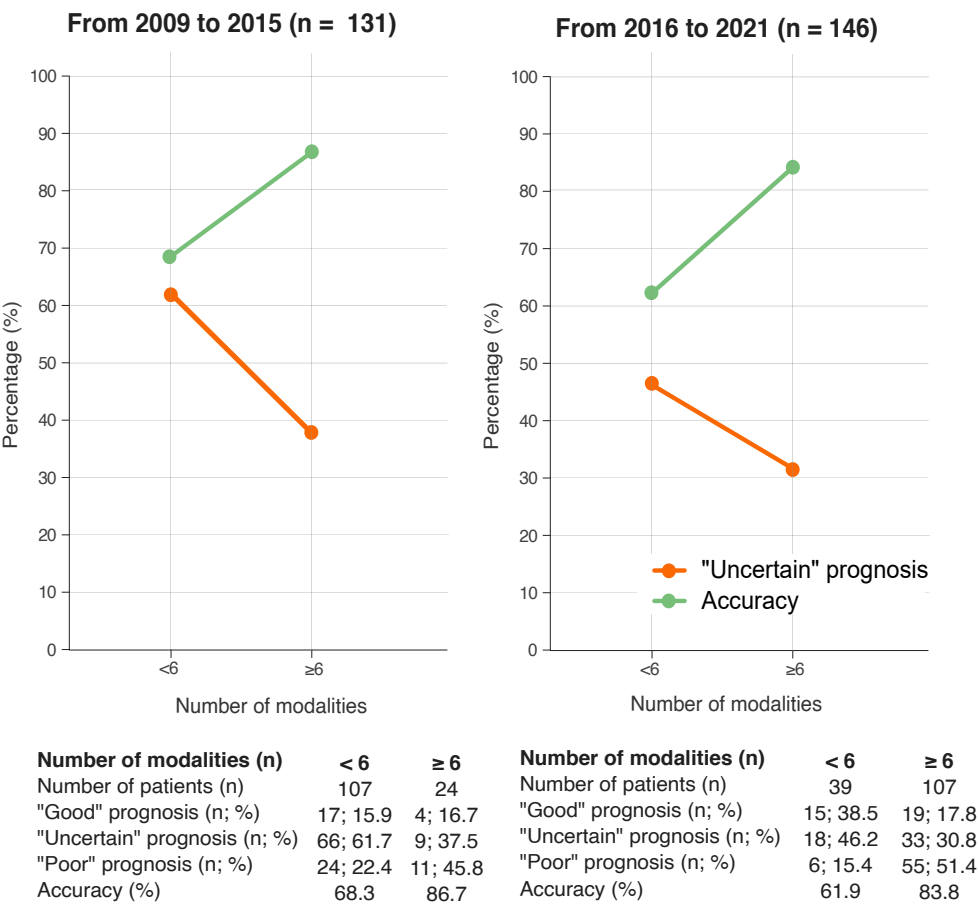 From 2009 to 2015 (n = 131)
100
90
80
70
60
50
40
30
20
10
0
Percentage (%)
<6
≥6
Number of modalities
Number of modalities (n) < 6 ≥ 6
Number of patients (n) 107 24
"Good" prognosis (n; %) 17; 15.9 4; 16.7
"Uncertain" prognosis (n; %) 66; 61.7 9; 37.5
"Poor" prognosis (n; %) 24; 22.4 11; 45.8
Accuracy (%) 68.3 86.7
From 2016 to 2021 (n = 146)
100
90
80
70
60
50
40
30
20
10
0
Percentage (%)
"Uncertain" prognosis
Accuracy
<6
≥6
Number of modalities
Number of modalities (n) < 6 ≥ 6
Number of patients (n) 39 107
"Good" prognosis (n; %) 15; 38.5 19; 17.8
"Uncertain" prognosis (n; %) 18; 46.2 33; 30.8
"Poor" prognosis (n; %) 6; 15.4 55; 51.4
Accuracy (%) 61.9 83.8